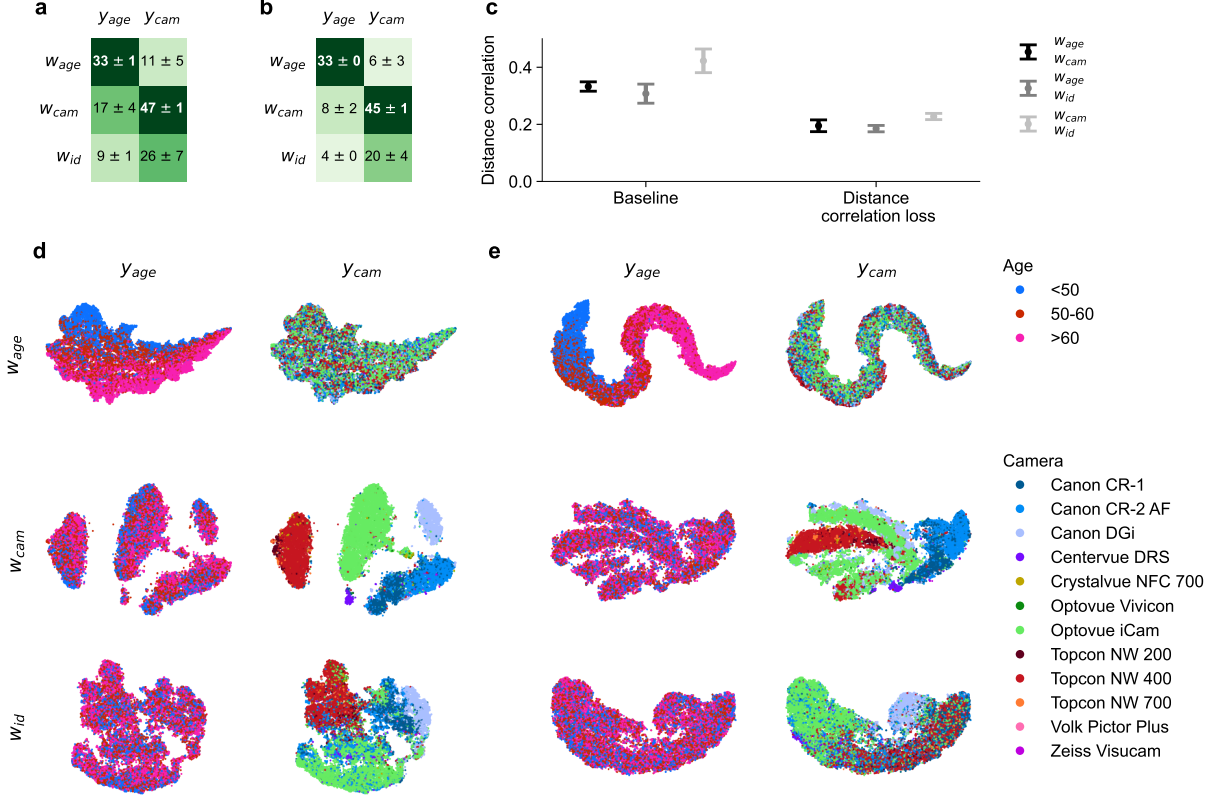 a
y_age y_cam
w_age 33 ± 1 11 ± 5
w_cam 17 ± 4 47 ± 1
w_id 9 ± 1 26 ± 7
b
y_age y_cam
w_age 33 ± 0 6 ± 3
w_cam 8 ± 2 45 ± 1
w_id 4 ± 0 20 ± 4
c
Distance correlation
0.4
0.2
0.0
Baseline
Distance
correlation loss
w_age
w_cam
w_age
w_id
w_cam
w_id
d
y_age y_cam
w_age
w_cam
w_id
e
y_age y_cam
Age
<50
50-60
>60
Camera
Canon CR-1
Canon CR-2 AF
Canon DGi
Centervue DRS
Crystalvue NFC 700
Optovue Vivicon
Optovue iCam
Topcon NW 200
Topcon NW 400
Topcon NW 700
Volk Pictor Plus
Zeiss Visucam